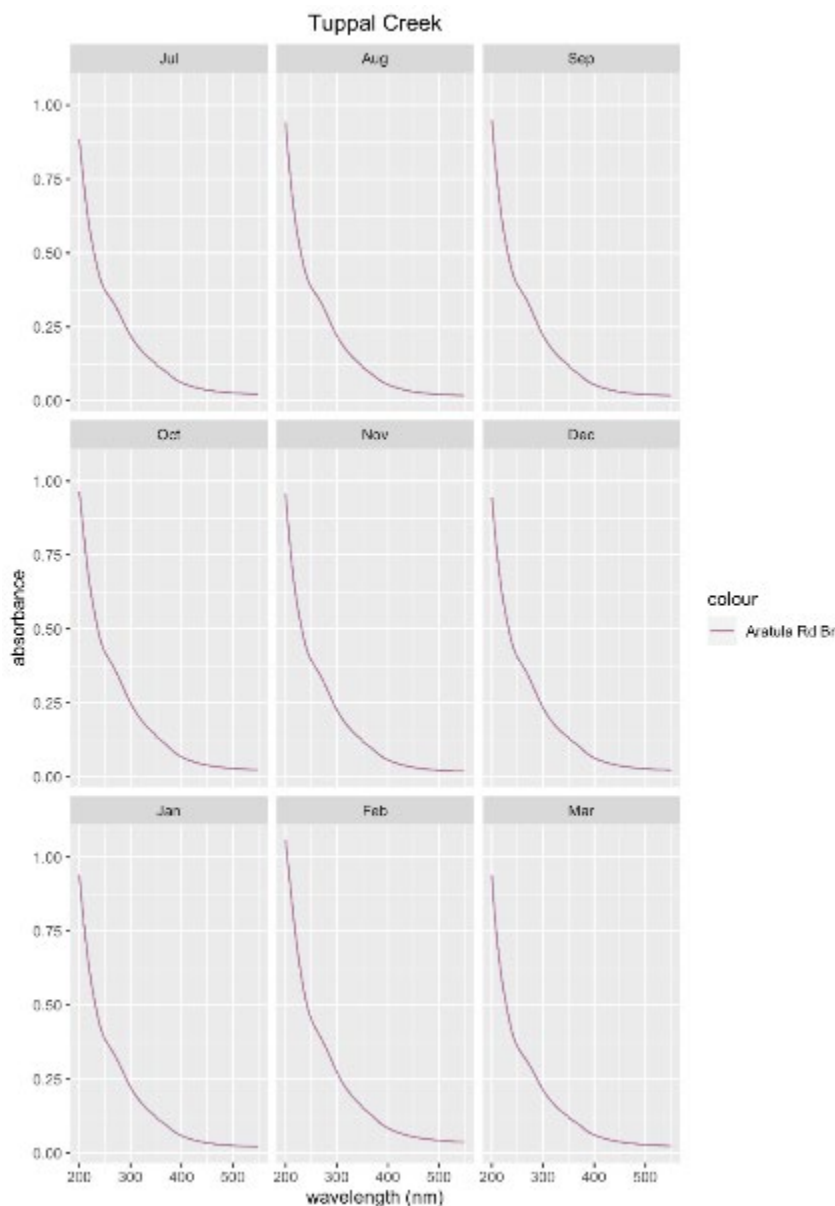 Tuppal Creek
Jul Aug Sep
1.00
0.75
0.50
0.25
0.00
Oct Nov Dec
1.00
0.75
0.50
0.25
0.00
Jan Feb Mar
1.00
0.75
0.50
0.25
0.00
200 300 400 500 200 300 400 500 200 300 400 500
wavelength (nm)
absorbance
colour
Aratula Rd Br